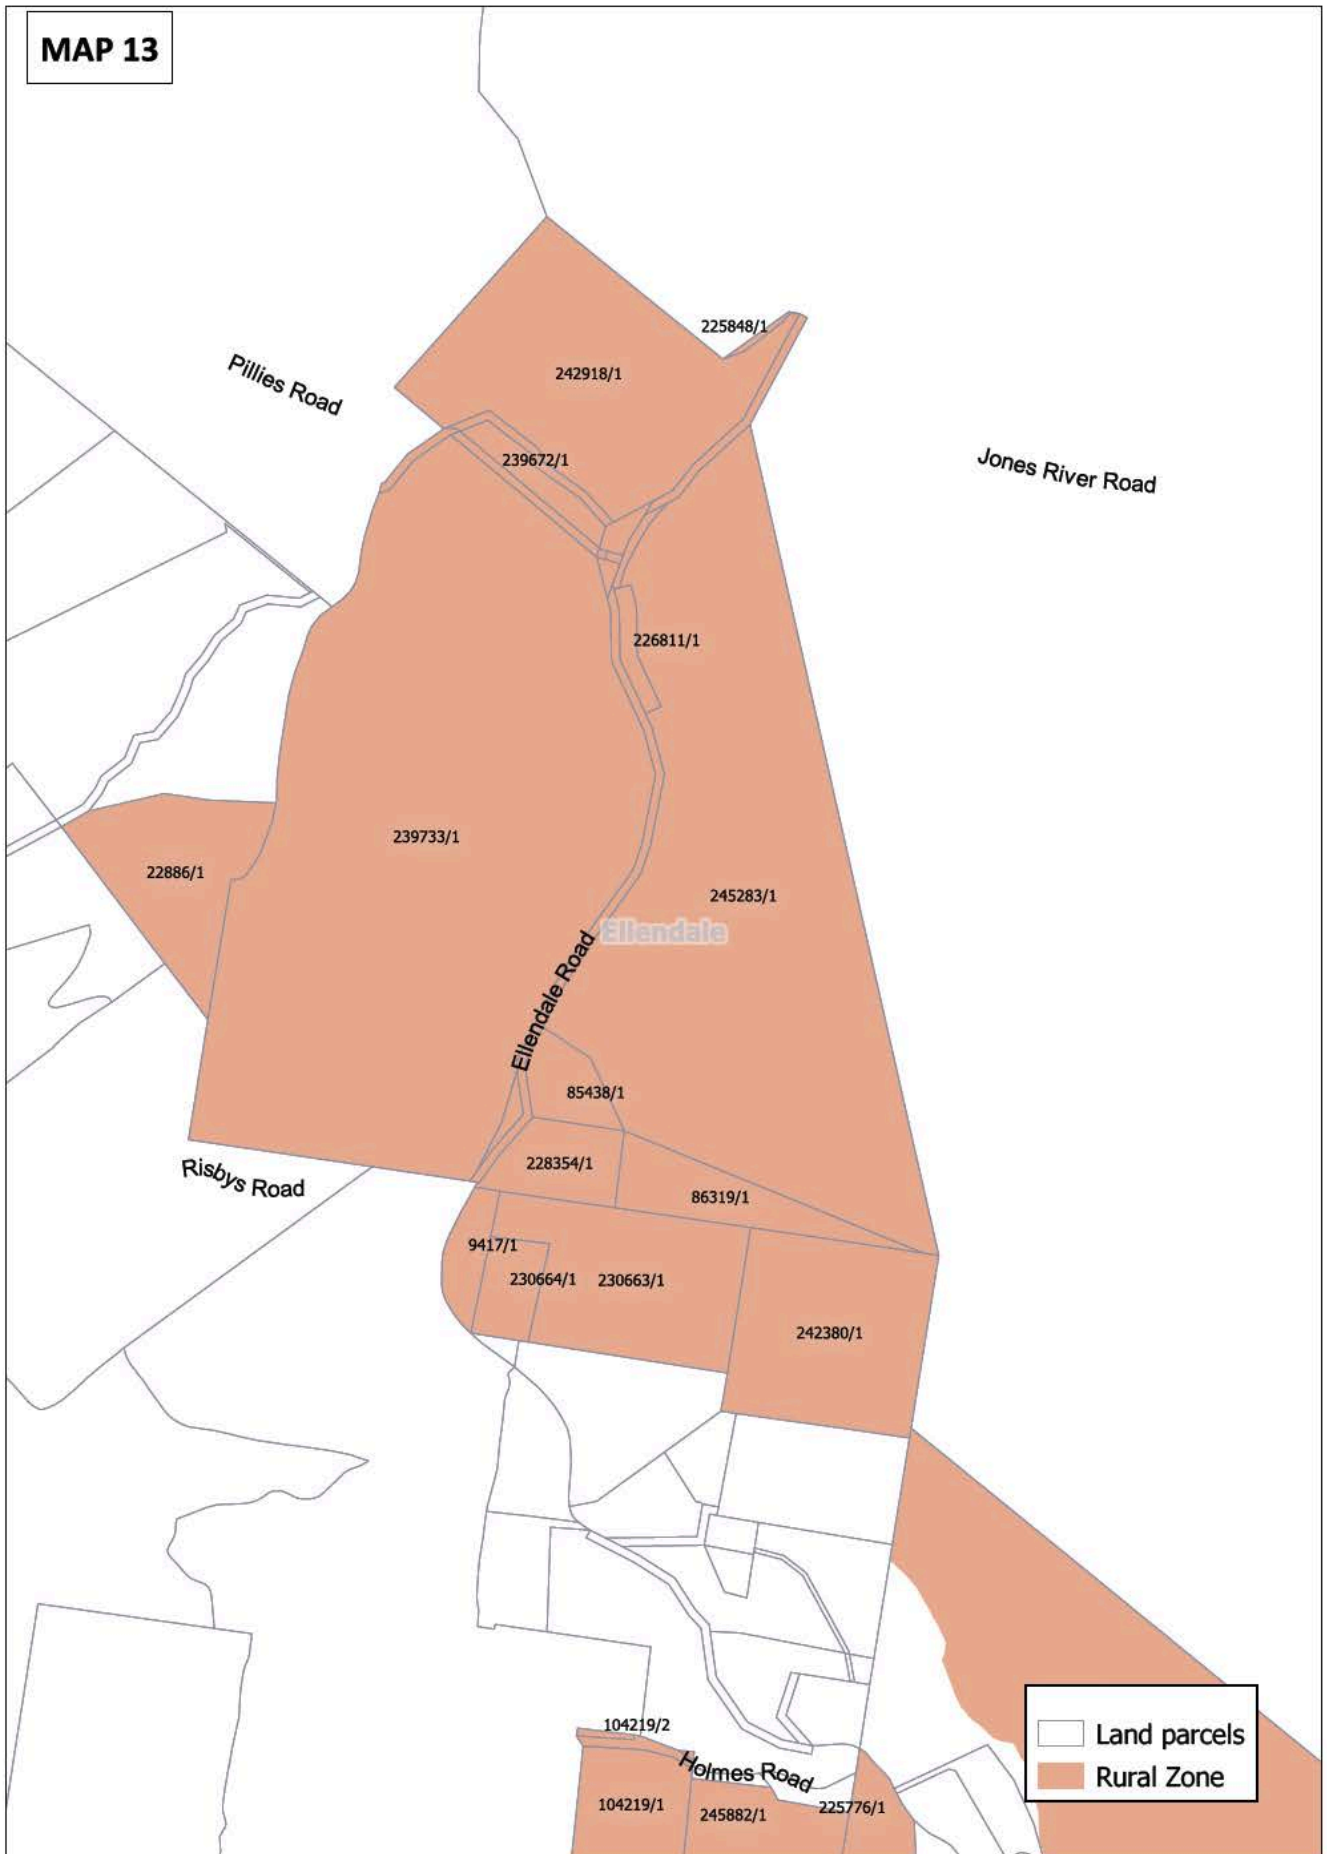 MAP 13
225848/1
Pillies Road
242918/1
239672/1
Jones River Road
226811/1
239733/1
22886/1
245283/1
Ellendale
Ellendale Road
85438/1
228354/1
Risbys Road
86319/1
9417/1
230664/1
230663/1
242380/1
104219/2
Holmes Road
104219/1
245882/1
225776/1
Land parcels
Rural Zone